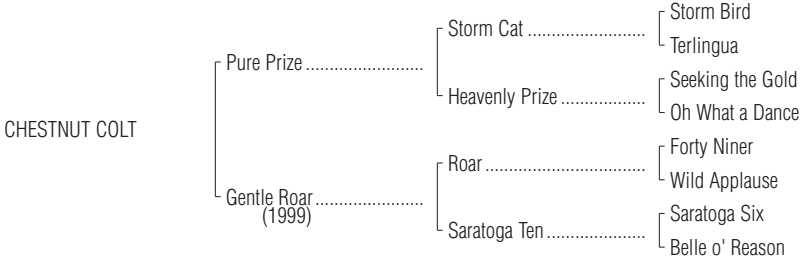 Storm Bird
Storm Cat ........................
Terlingua
Pure Prize ........................
Seeking the Gold
Heavenly Prize .................
Oh What a Dance
CHESTNUT COLT
Forty Niner
Roar .................................
Wild Applause
Gentle Roar ......................
(1999)
Saratoga Six
Saratoga Ten ....................
Belle o' Reason